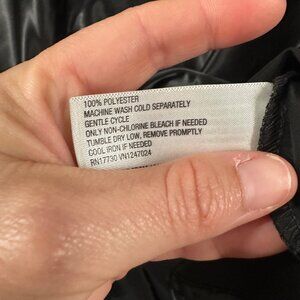 100% POLYESTER
MACHINE WASH COLD SEPARATELY
GENTLE CYCLE
ONLY NON-CHLORINE BLEACH IF NEEDED
TUMBLE DRY LOW, REMOVE PROMPTLY
COOL IRON IF NEEDED
RN17730 VN1247024